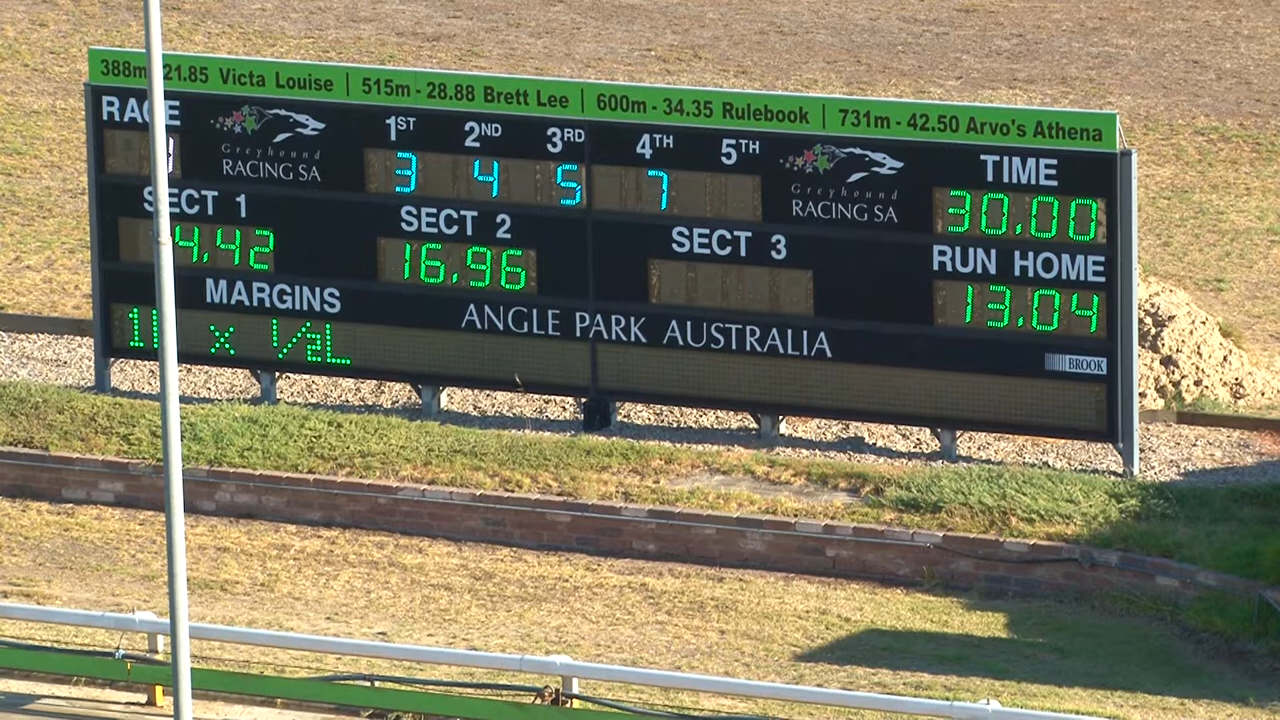 388m 21.85 Victa Louise | 515m - 28.88 Brett Lee | 600m - 34.35 Rulebook | 731m - 42.50 Arvo's Athena
RACE
Greyhound
RACING SA
1ST 2ND 3RD 4TH 5TH
3 4 5 7
Greyhound
RACING SA
TIME
30.00
SECT 1
4.42
SECT 2
16.96
SECT 3
RUN HOME
13.04
MARGINS
x 1/2L
ANGLE PARK AUSTRALIA
BROOK